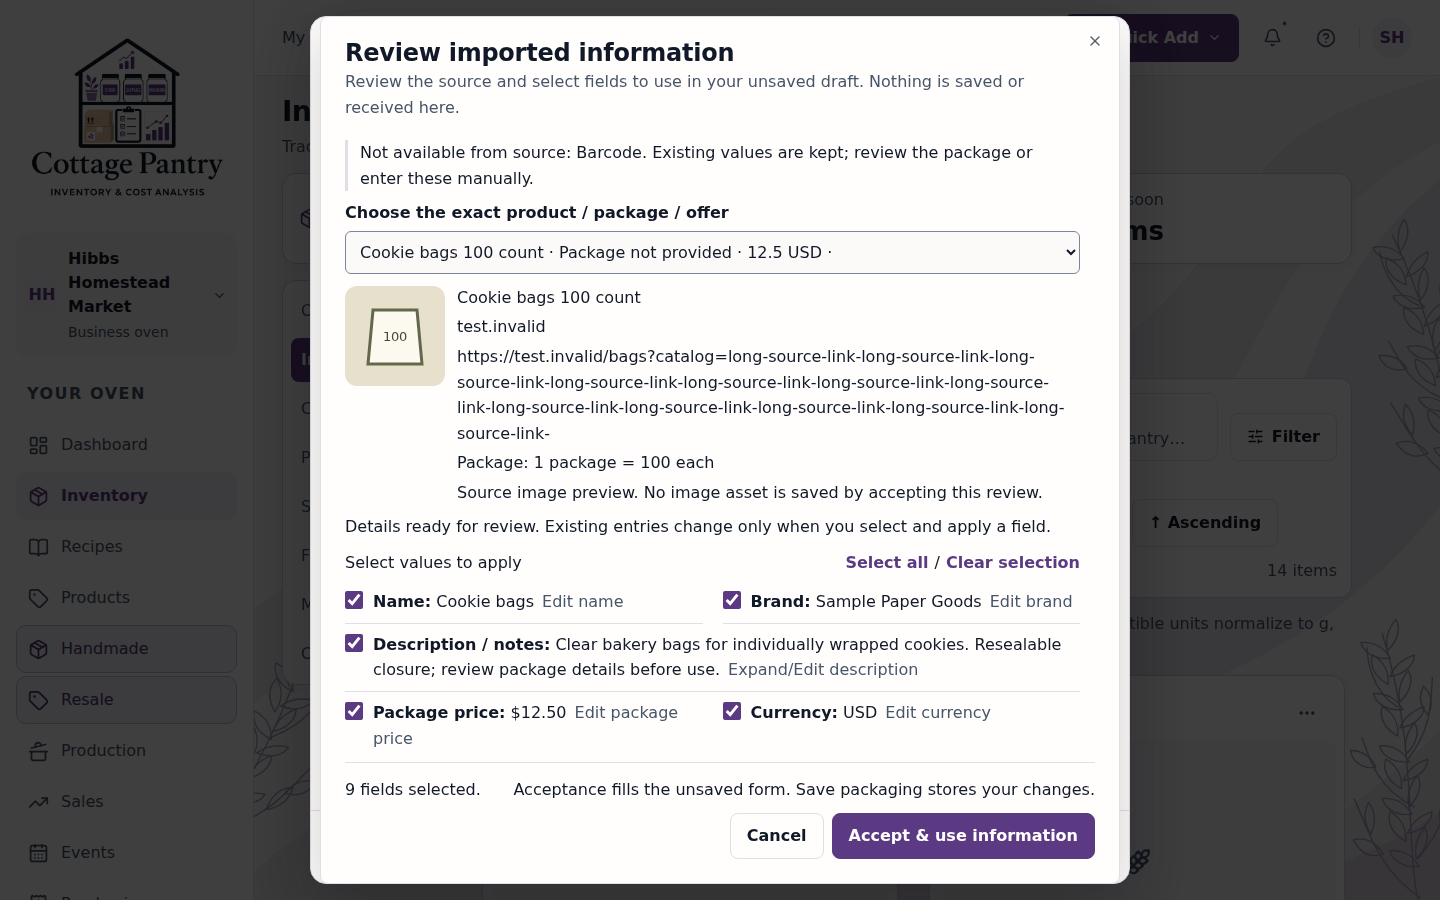 Cottage Pantry
INVENTORY & COST ANALYSIS
HH
Hibbs
Homestead
Market
Business oven
YOUR OVEN
Dashboard
Inventory
Recipes
Products
Handmade
Resale
Production
Sales
Events
My
ick Add
SH
soon
antry...
Filter
↑ Ascending
14 items
tible units normalize to g,
Review imported information
×
Review the source and select fields to use in your unsaved draft. Nothing is saved or
received here.
Not available from source: Barcode. Existing values are kept; review the package or
enter these manually.
Choose the exact product / package / offer
Cookie bags 100 count · Package not provided · 12.5 USD ·
100
Cookie bags 100 count
test.invalid
https://test.invalid/bags?catalog=long-source-link-long-source-link-long-
source-link-long-source-link-long-source-link-long-source-link-long-source-
link-long-source-link-long-source-link-long-source-link-long-source-link-long-
source-link-
Package: 1 package = 100 each
Source image preview. No image asset is saved by accepting this review.
Details ready for review. Existing entries change only when you select and apply a field.
Select values to apply
Select all / Clear selection
Name: Cookie bags Edit name
Brand: Sample Paper Goods Edit brand
Description / notes: Clear bakery bags for individually wrapped cookies. Resealable
closure; review package details before use. Expand/Edit description
Package price: $12.50 Edit package
price
Currency: USD Edit currency
9 fields selected.
Acceptance fills the unsaved form. Save packaging stores your changes.
Cancel
Accept & use information